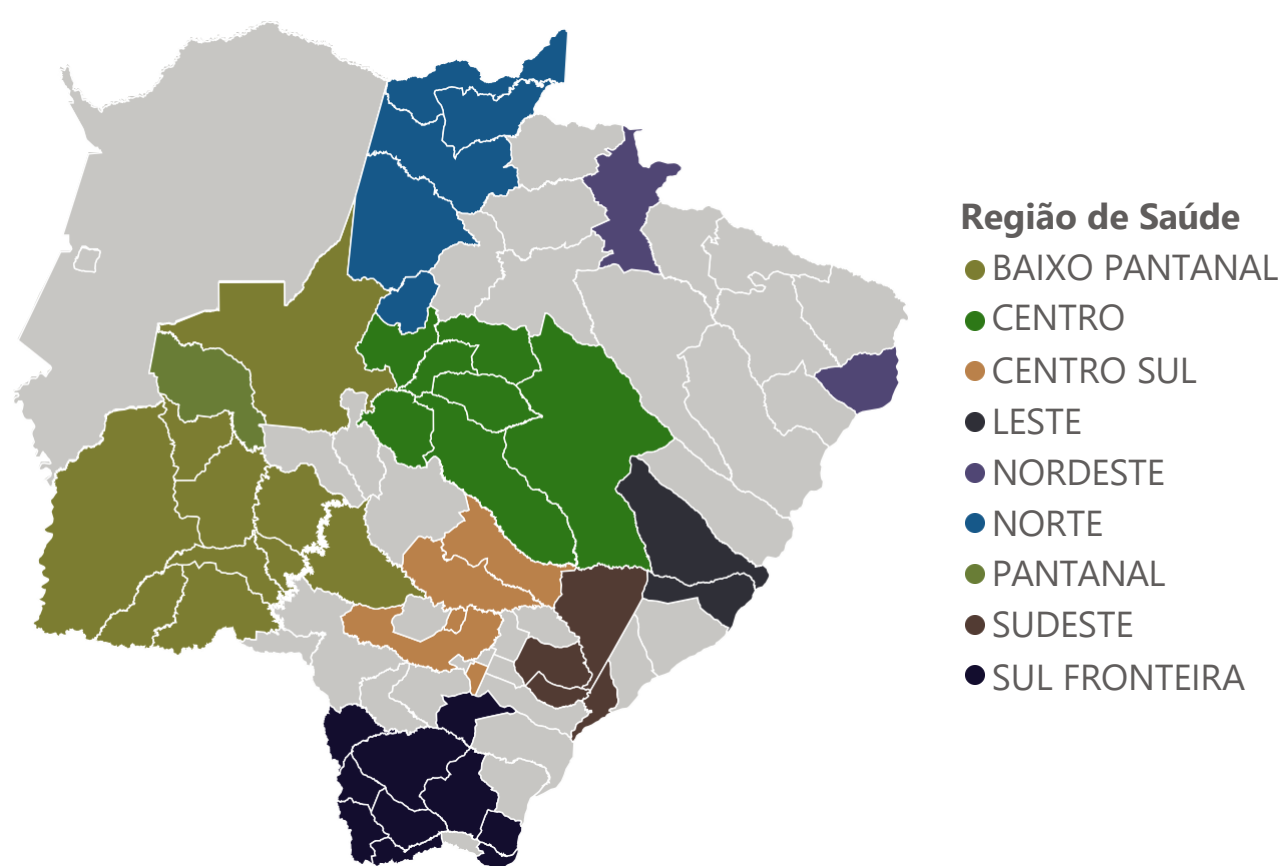 Região de Saúde
BAIXO PANTANAL
CENTRO
CENTRO SUL
LESTE
NORDESTE
NORTE
PANTANAL
SUDESTE
SUL FRONTEIRA